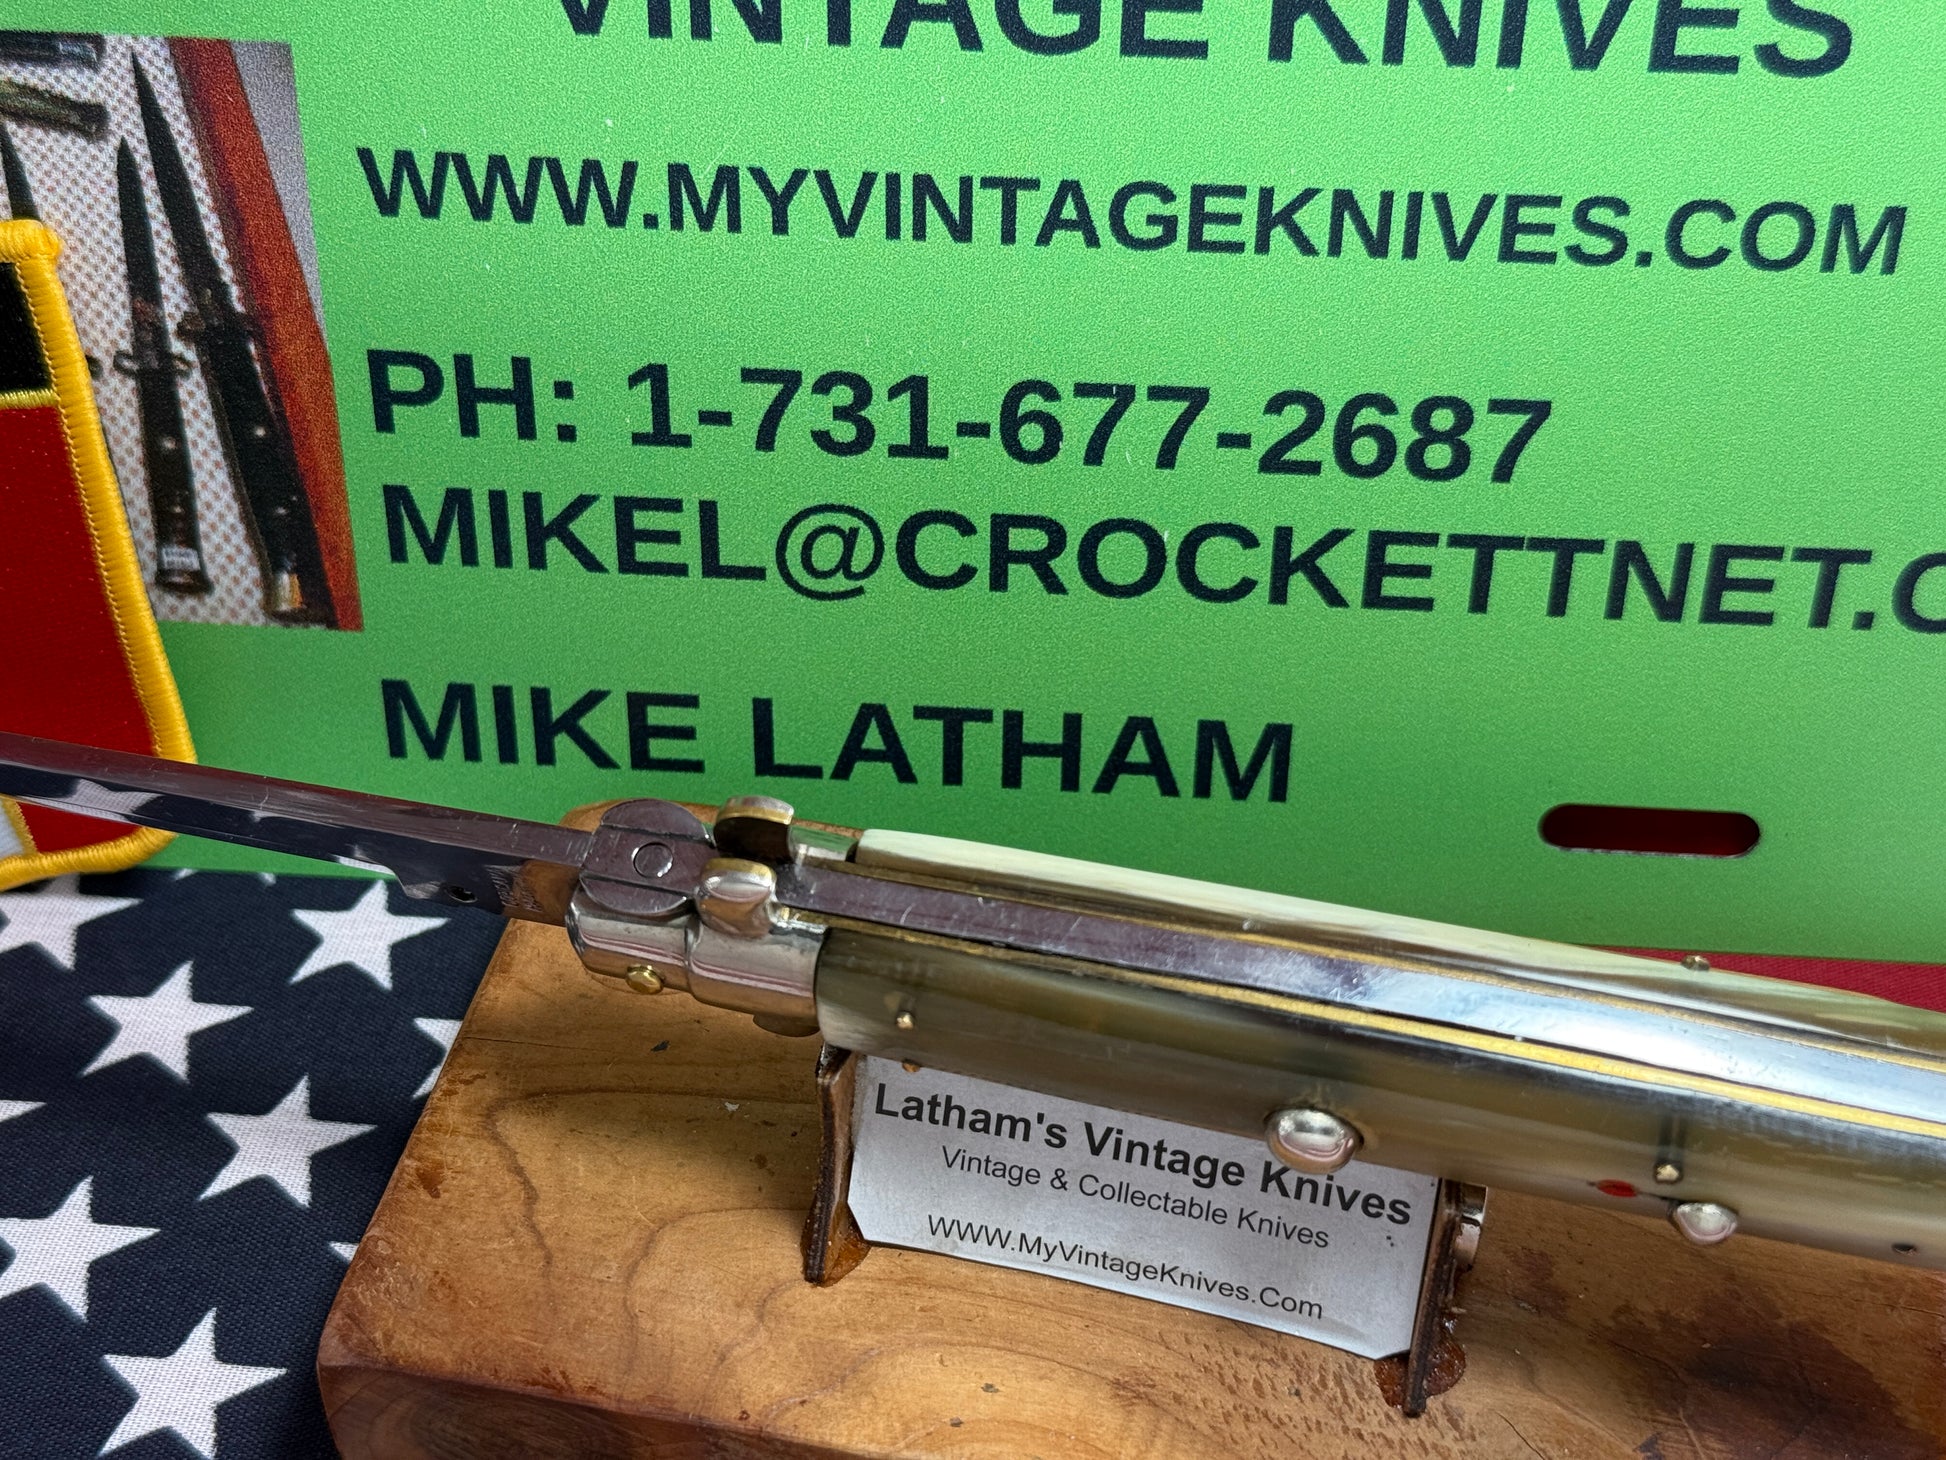 VINTAGE KNIVES
WWW.MYVINTAGEKNIVES.COM
PH: 1-731-677-2687
MIKEL@CROCKETTNET.C
MIKE LATHAM
Latham's Vintage Knives
Vintage & Collectable Knives
WWW.MyVintageKnives.Com